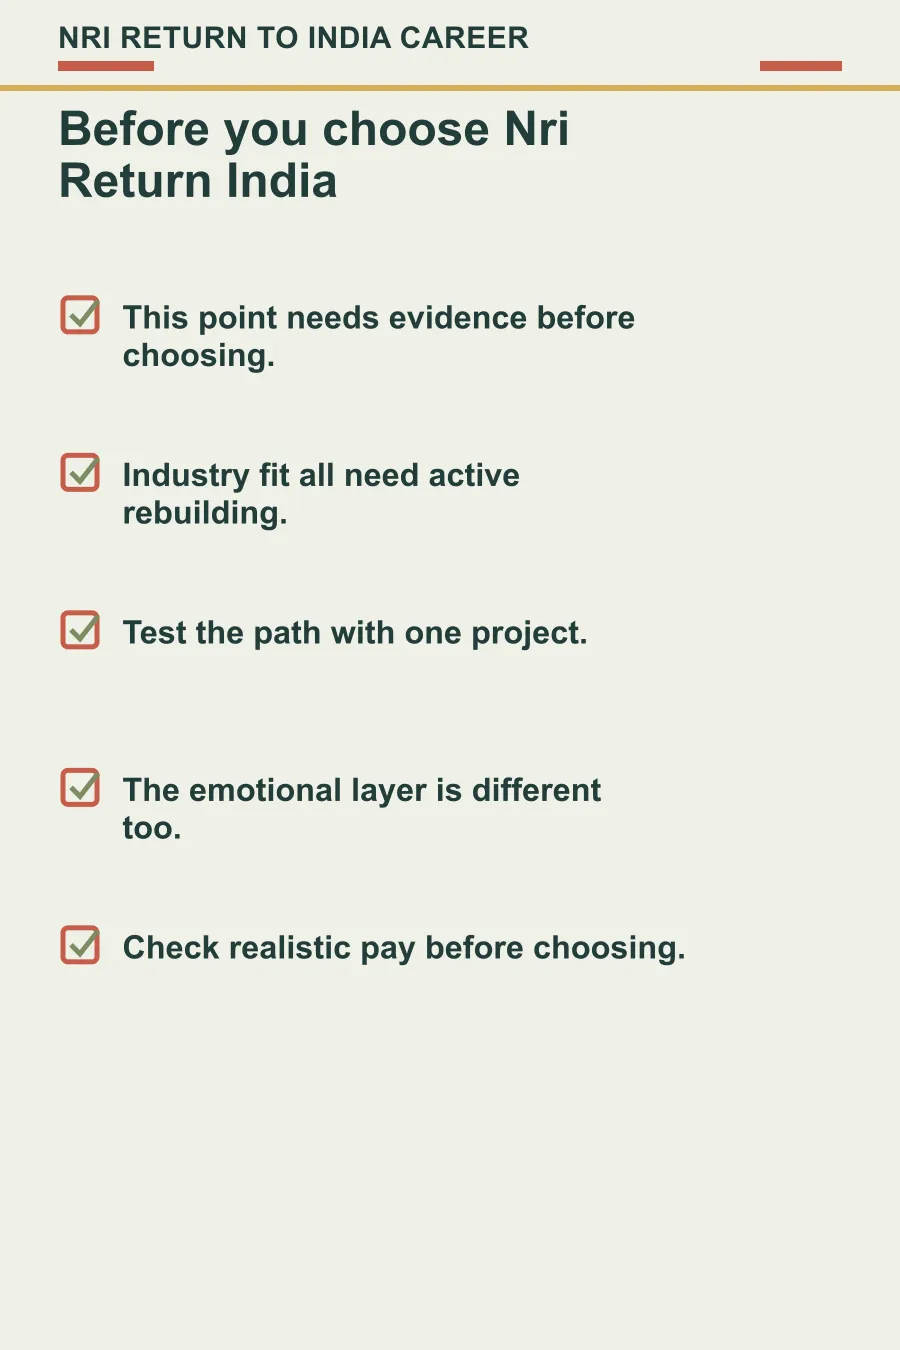 NRI RETURN TO INDIA CAREER
Before you choose Nri
Return India
This point needs evidence before
choosing.
Industry fit all need active
rebuilding.
Test the path with one project.
The emotional layer is different
too.
Check realistic pay before choosing.